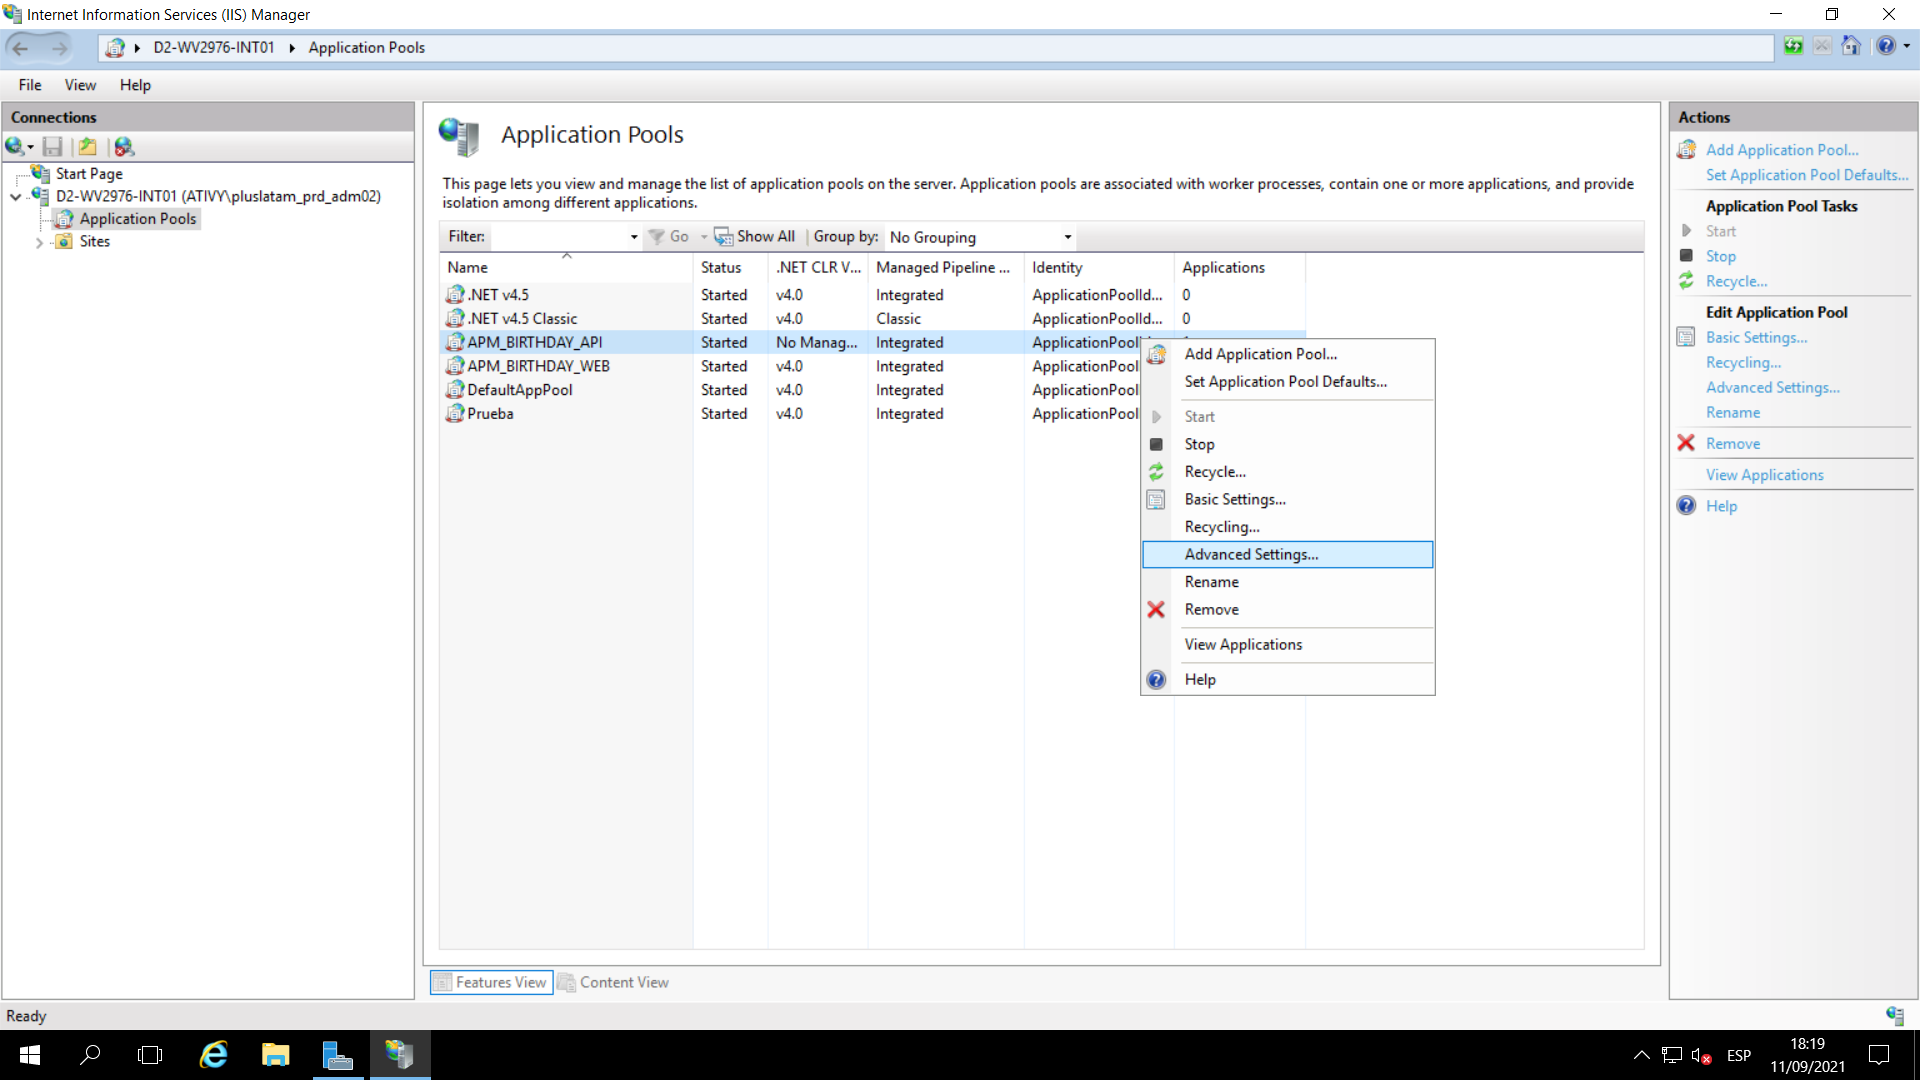 Internet Information Services (IIS) Manager
D2-WV2976-INT01 Application Pools
File View Help
Connections
Start Page
D2-WV2976-INT01 (ATIVY\pluslatam_prd_adm02)
Application Pools
Sites
Application Pools
This page lets you view and manage the list of application pools on the server. Application pools are associated with worker processes, contain one or more applications, and provide
isolation among different applications.
Filter: Go Show All Group by: No Grouping
Name Status .NET CLR V... Managed Pipeline ... Identity Applications
.NET v4.5 Started v4.0 Integrated ApplicationPoolId... 0
.NET v4.5 Classic Started v4.0 Classic ApplicationPoolId... 0
APM_BIRTHDAY_API Started No Manag... Integrated
APM_BIRTHDAY_WEB Started v4.0 Integrated ApplicationPool
DefaultAppPool Started v4.0 Integrated ApplicationPool
Prueba Started v4.0 Integrated ApplicationPool
Add Application Pool...
Set Application Pool Defaults...
Start
Stop
Recycle...
Basic Settings...
Recycling...
Advanced Settings...
Rename
Remove
View Applications
Help
Features View Content View
Actions
Add Application Pool...
Set Application Pool Defaults...
Application Pool Tasks
Start
Stop
Recycle...
Edit Application Pool
Basic Settings...
Recycling...
Advanced Settings...
Rename
Remove
View Applications
Help
Ready
ESP
18:19
11/09/2021